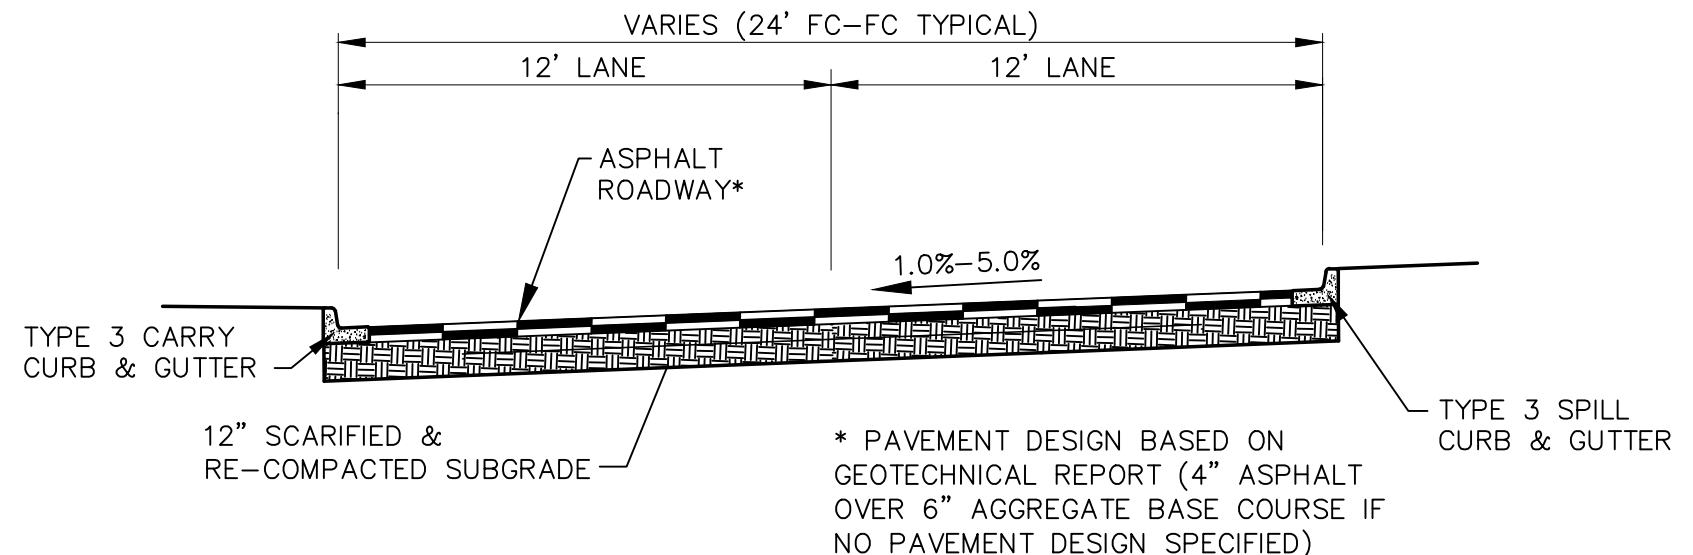 VARIES (24' FC-FC TYPICAL)
12' LANE
12' LANE
ASPHALT
ROADWAY*
1.0%-5.0%
TYPE 3 CARRY
CURB & GUTTER
12" SCARIFIED &
RE-COMPACTED SUBGRADE
TYPE 3 SPILL
CURB & GUTTER
* PAVEMENT DESIGN BASED ON
GEOTECHNICAL REPORT (4" ASPHALT
OVER 6" AGGREGATE BASE COURSE IF
NO PAVEMENT DESIGN SPECIFIED)